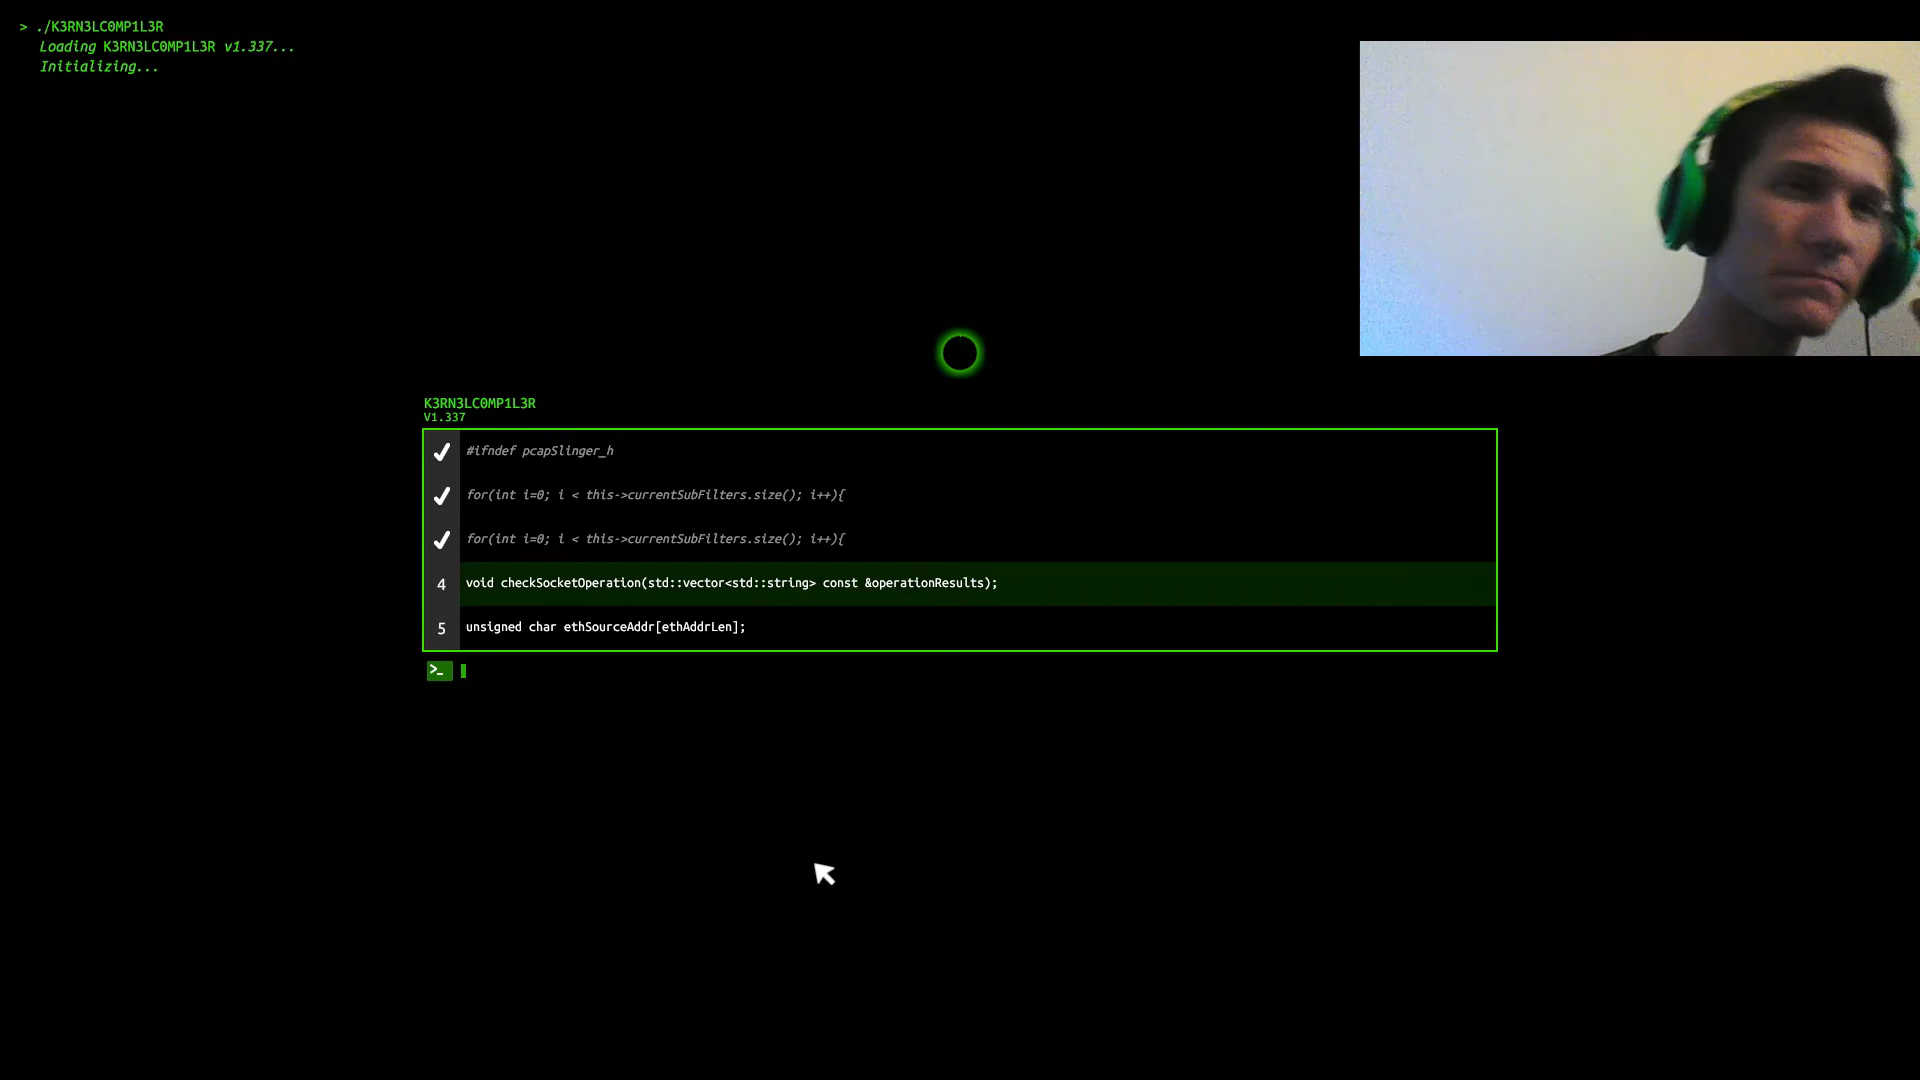 > ./K3RN3LC0MP1L3R
Loading K3RN3LC0MP1L3R v1.337...
Initializing...
K3RN3LC0MP1L3R
V1.337
#ifndef pcapSlinger_h
for(int i=0; i < this->currentSubFilters.size(); i++){
for(int i=0; i < this->currentSubFilters.size(); i++){
4 void checkSocketOperation(std::vector<std::string> const &operationResults);
5 unsigned char ethSourceAddr[ethAddrLen];
>_